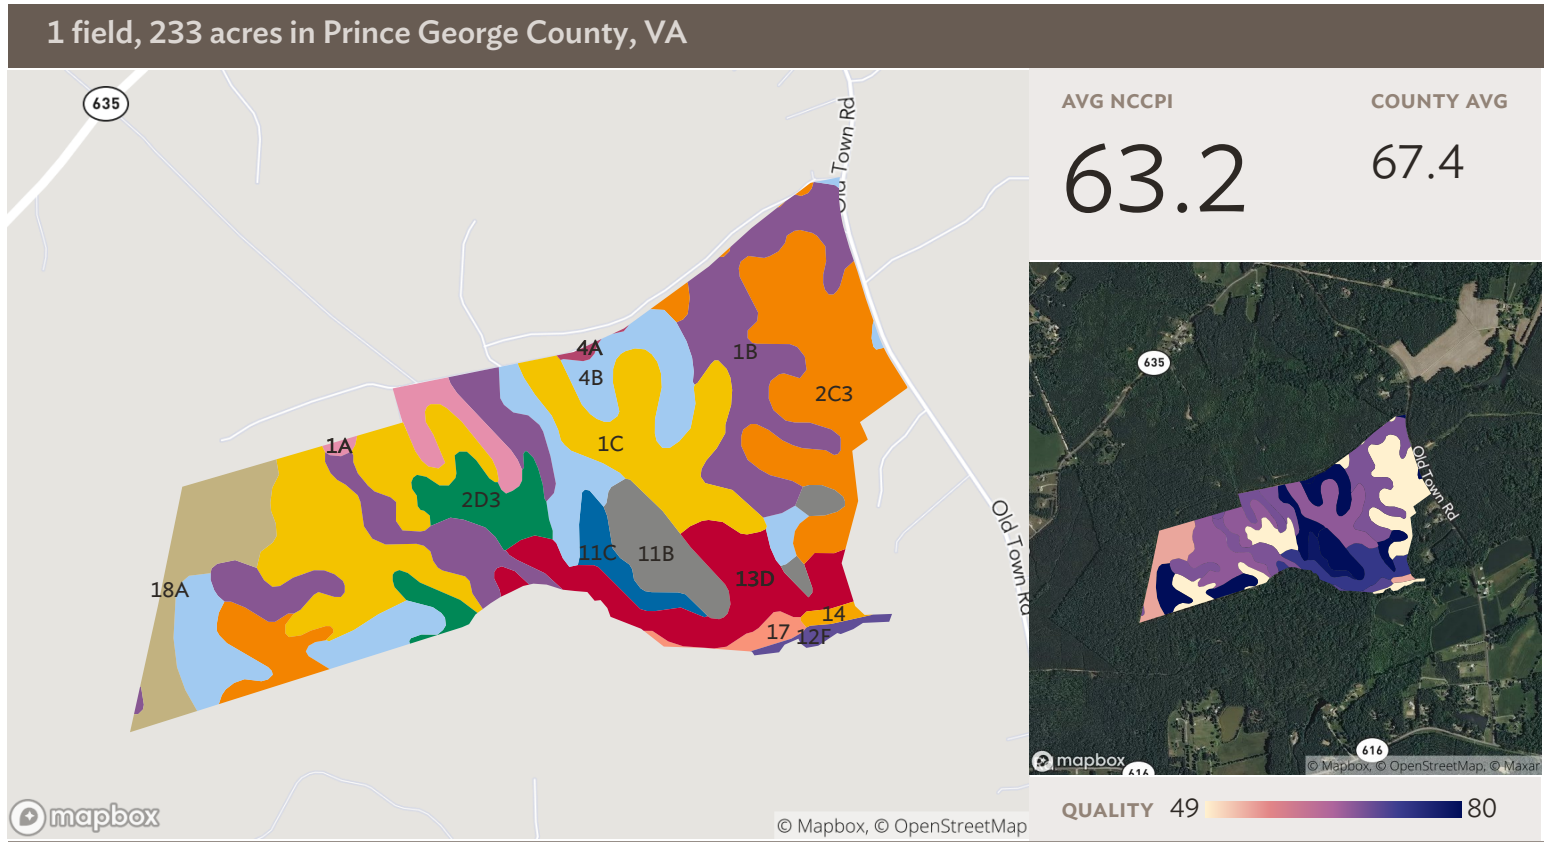 1 field, 233 acres in Prince George County, VA
635
Old Town Rd
4A
4B
1B
2C3
1C
1A
2D3
11C
11B
13D
18A
14
17
12F
Old Town Rd
mapbox
© Mapbox, © OpenStreetMap
AVG NCCPI
63.2
COUNTY AVG
67.4
635
Old Town Rd
616
616
mapbox
© Mapbox, © OpenStreetMap, © Maxar
QUALITY 49 80